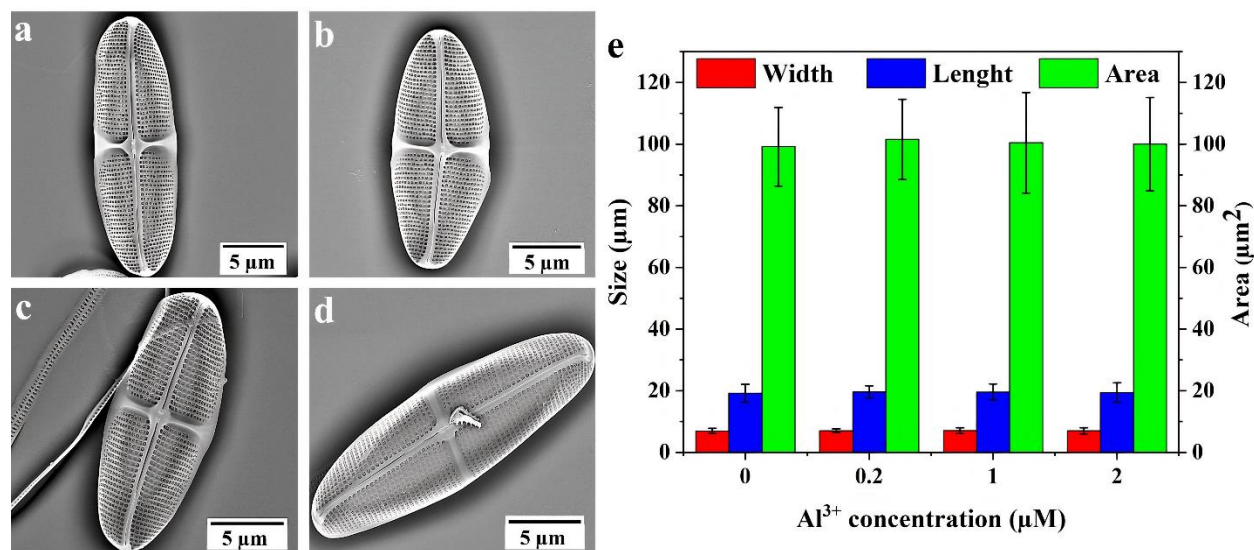 a
5 µm
b
5 µm
c
5 µm
d
5 µm
e
Width Lenght Area
Size (µm)
120
100
80
60
40
20
0
120
100
80
60
40
20
0
Area (µm²)
0 0.2 1 2
Al³⁺ concentration (µM)